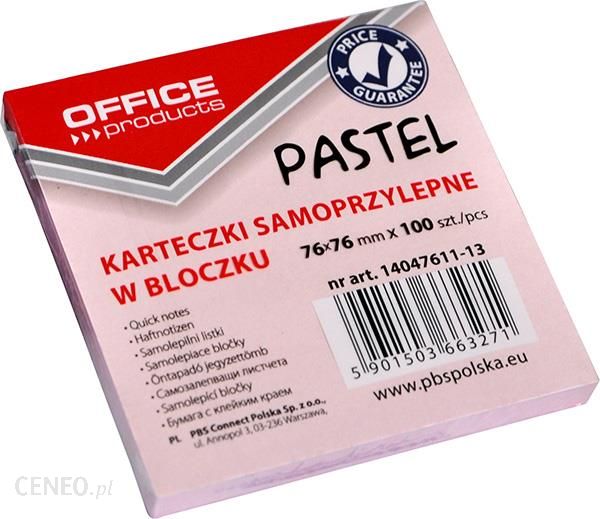 OFFICE
products
PRICE
GUARANTEE
PASTEL
KARTECZKI SAMOPRZYLEPNE
W BLOCZKU
76x76 mm x 100 szt./pcs
nr art. 14047611-13
• Quick notes
• Haftnotizen
• Samolepilni listki
• Samolepiace bločky
• Öntapadó jegyzettömb
• Самозалепващи листчета
• Samolepící bločky
• Бумага с клейким краем
PL PBS Connect Polska Sp. z o.o.,
ul. Annopol 3, 03-236 Warszawa,
5 901503 663271
www.pbspolska.eu
CENEO.pl